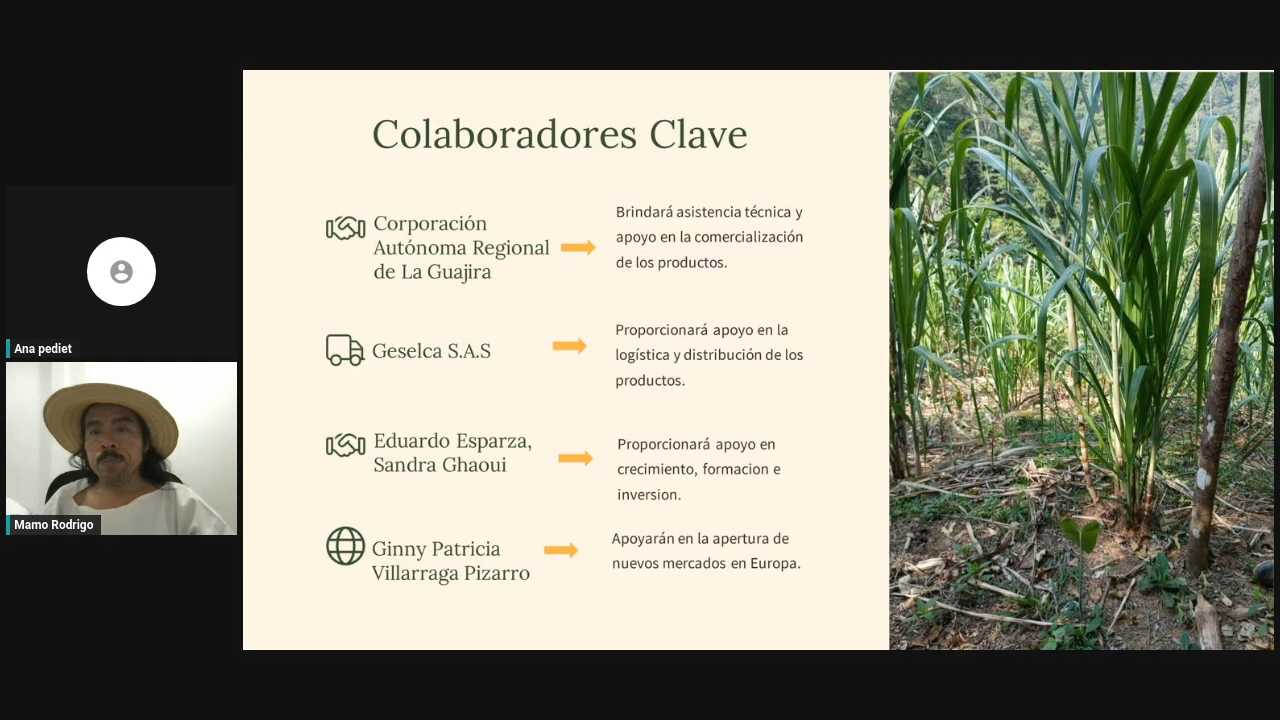 Colaboradores Clave
Corporación
Autónoma Regional
de La Guajira
Brindará asistencia técnica y
apoyo en la comercialización
de los productos.
Geselca S.A.S
Proporcionará apoyo en la
logística y distribución de los
productos.
Eduardo Esparza,
Sandra Ghaoui
Proporcionará apoyo en
crecimiento, formacion e
inversion.
Ginny Patricia
Villarraga Pizarro
Apoyarán en la apertura de
nuevos mercados en Europa.
Ana pediet
Mamo Rodrigo